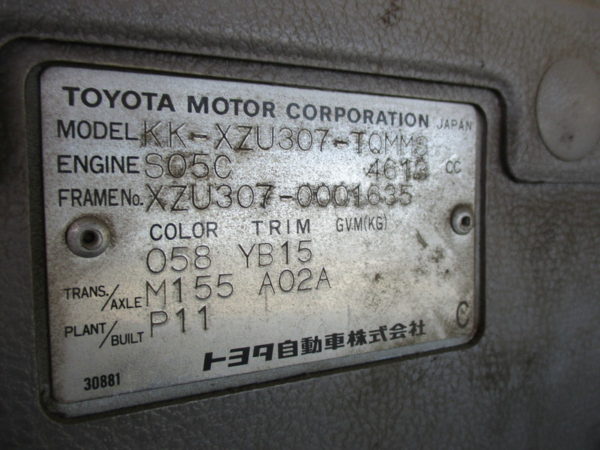 TOYOTA MOTOR CORPORATION JAPAN
MODEL KK-XZU307-TQMMS
ENGINE S05C 4613 CC
FRAME No. XZU307-0001635
COLOR TRIM G.V.M(KG)
058 YB15
TRANS./AXLE M155 A02A
PLANT/BUILT P11
トヨタ自動車株式会社
30881
C